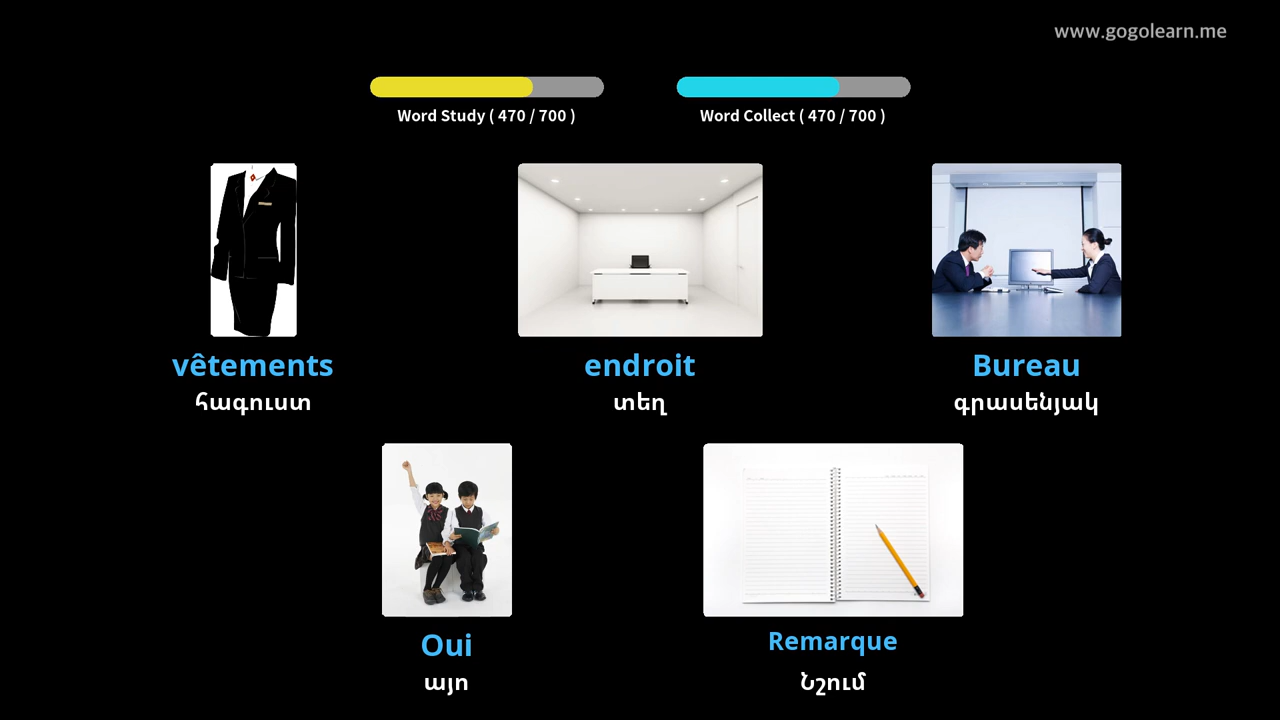 www.gogolearn.me
Word Study ( 470 / 700 )
Word Collect ( 470 / 700 )
vêtements
հագուստ
endroit
տեղ
Bureau
գրասենյակ
Oui
այո
Remarque
Նշում